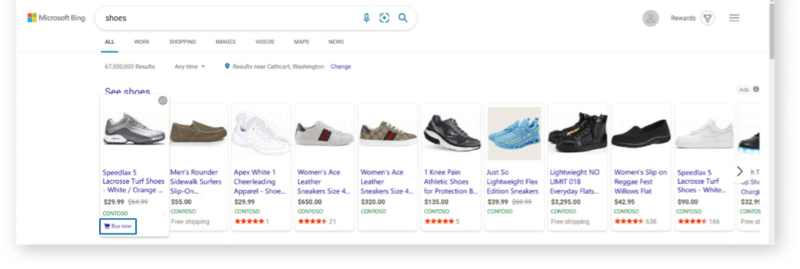 Microsoft Bing
shoes
Rewards
ALL WORK SHOPPING IMAGES VIDEOS MAPS NEWS
67,500,000 Results Any time Results near Cathcart, Washington · Change
See shoes
Ads
Speedlax 5
Lacrosse Turf Shoes
- White / Orange ...
$29.99 $64.99
CONTOSO
Buy now
Men's Rounder
Sidewalk Surfers
Slip-On...
$55.00
CONTOSO
Free shipping
Apex White 1
Cheerleading
Apparel - Shoe...
$29.99
CONTOSO
1
Women's Ace
Leather
Sneakers Size 4...
$650.00
CONTOSO
21
Women's Ace
Leather
Sneakers Size 4...
$320.00
CONTOSO
1 Knee Pain
Athletic Shoes
for Protection B...
$135.00
CONTOSO
5
Just So
Lightweight Flex
Edition Sneakers
$39.99 $69.99
CONTOSO
Lightwieght NO
LIMIT 018
Everyday Flats...
$3,295.00
CONTOSO
Free shipping
Women's Slip on
Reggae Fest
Willows Flat
$42.95
CONTOSO
638
Speedlax 5
Lacrosse Turf
Shoes - White...
$90.00
CONTOSO
166
h T
up Sh
Chargi
$32.9
CONTOS
Free s